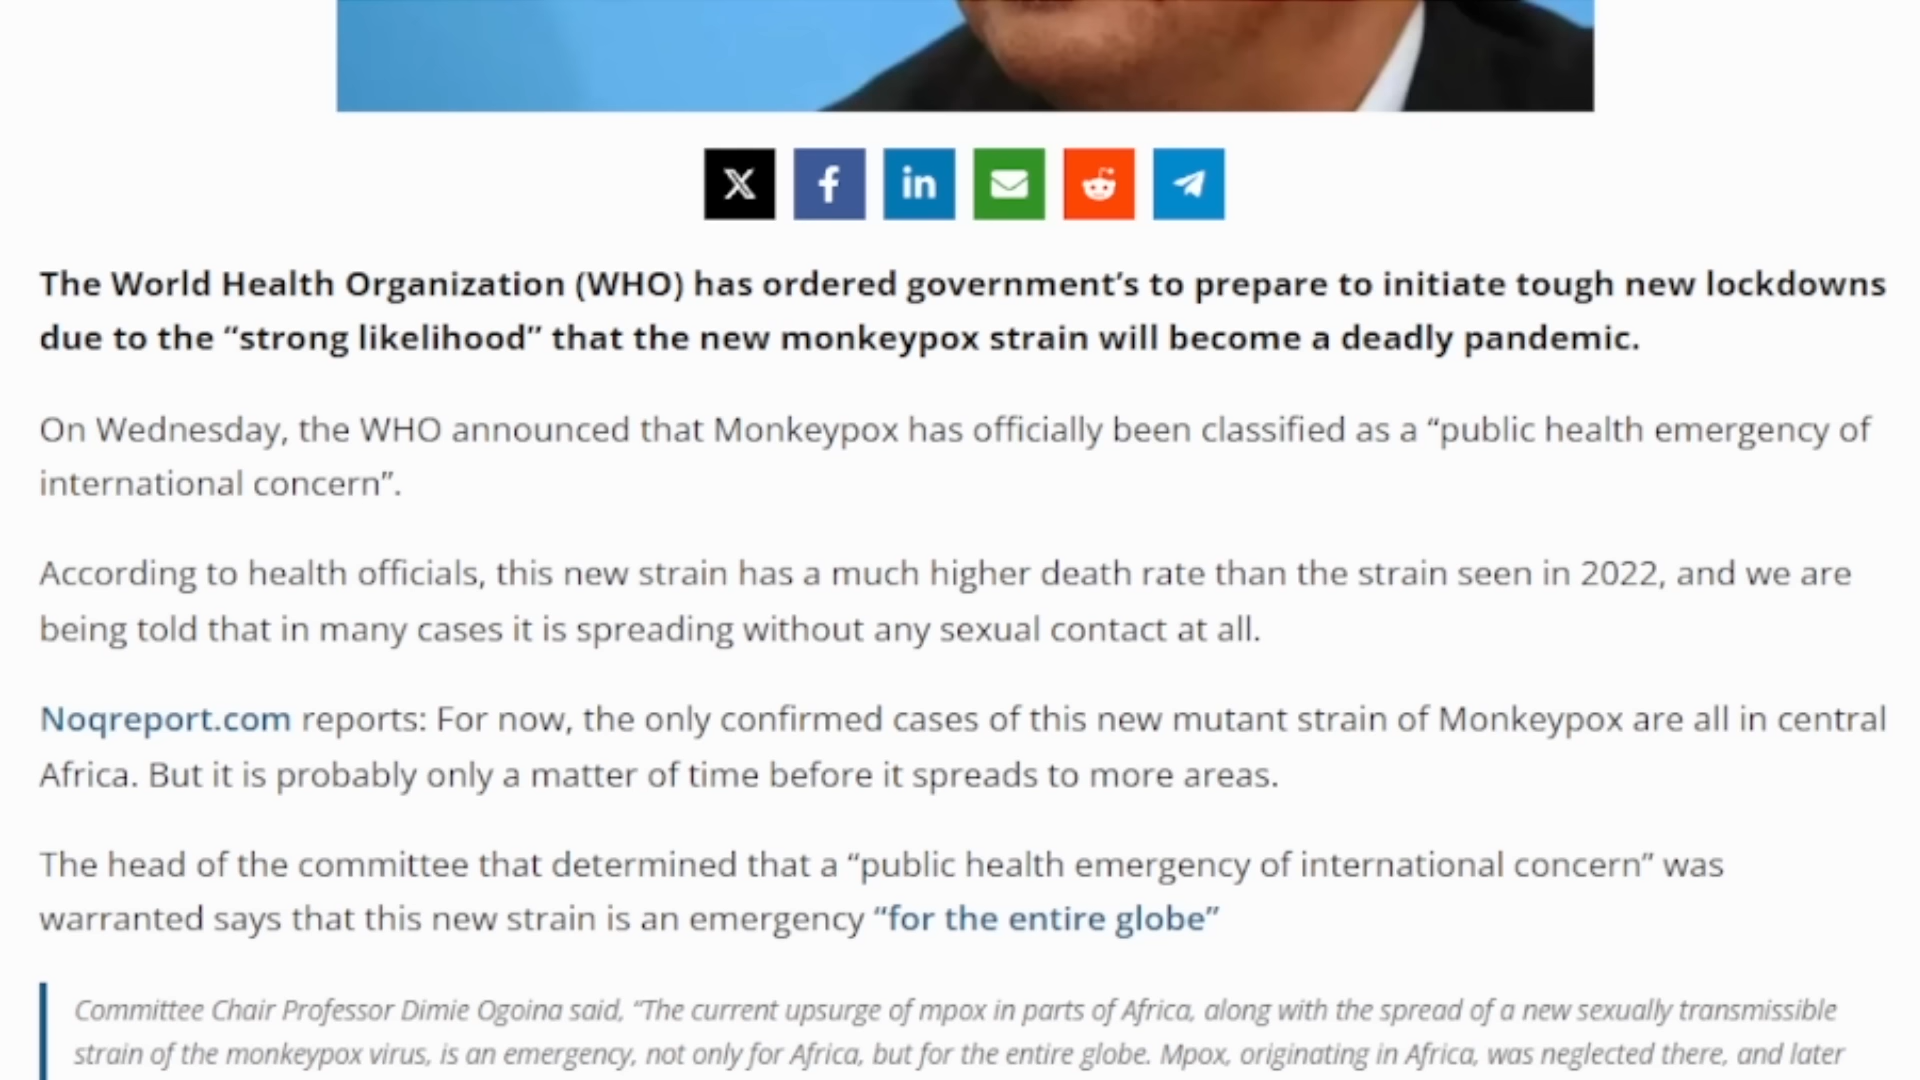 The World Health Organization (WHO) has ordered government’s to prepare to initiate tough new lockdowns
due to the “strong likelihood” that the new monkeypox strain will become a deadly pandemic.
On Wednesday, the WHO announced that Monkeypox has officially been classified as a “public health emergency of
international concern”.
According to health officials, this new strain has a much higher death rate than the strain seen in 2022, and we are
being told that in many cases it is spreading without any sexual contact at all.
Noqreport.com reports: For now, the only confirmed cases of this new mutant strain of Monkeypox are all in central
Africa. But it is probably only a matter of time before it spreads to more areas.
The head of the committee that determined that a “public health emergency of international concern” was
warranted says that this new strain is an emergency “for the entire globe”
Committee Chair Professor Dimie Ogoina said, “The current upsurge of mpox in parts of Africa, along with the spread of a new sexually transmissible
strain of the monkeypox virus, is an emergency, not only for Africa, but for the entire globe. Mpox, originating in Africa, was neglected there, and later